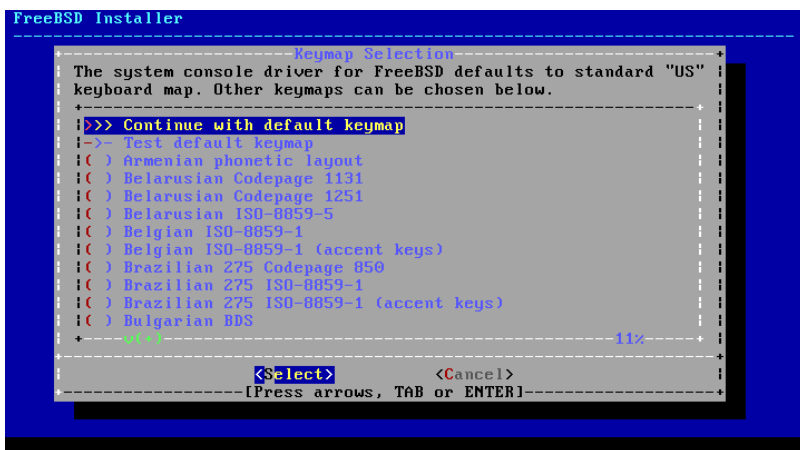 FreeBSD Installer
Keymap Selection
The system console driver for FreeBSD defaults to standard "US"
keyboard map. Other keymaps can be chosen below.
>>> Continue with default keymap
->- Test default keymap
( ) Armenian phonetic layout
( ) Belarusian Codepage 1131
( ) Belarusian Codepage 1251
( ) Belarusian ISO-8859-5
( ) Belgian ISO-8859-1
( ) Belgian ISO-8859-1 (accent keys)
( ) Brazilian 275 Codepage 850
( ) Brazilian 275 ISO-8859-1
( ) Brazilian 275 ISO-8859-1 (accent keys)
( ) Bulgarian BDS
v(+) 11%
<Select> <Cancel>
[Press arrows, TAB or ENTER]